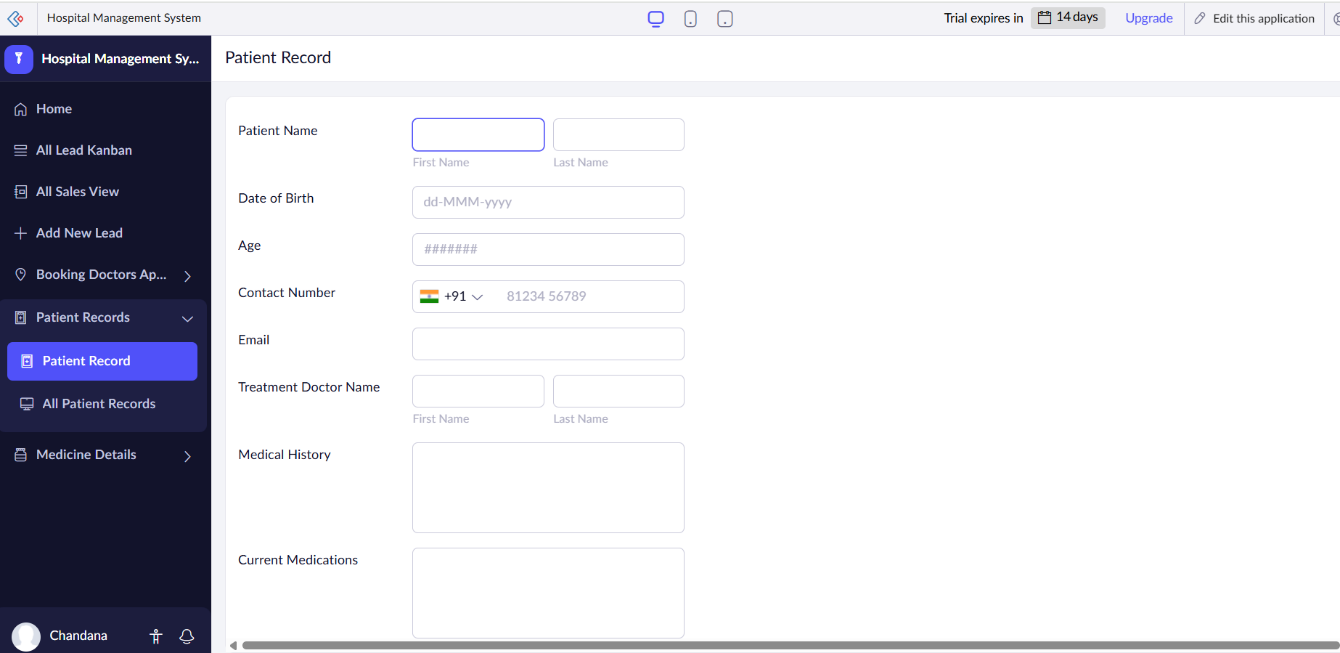 Hospital Management System
Trial expires in 14 days Upgrade Edit this application
Hospital Management Sy...
Home
All Lead Kanban
All Sales View
Add New Lead
Booking Doctors Ap...
Patient Records
Patient Record
All Patient Records
Medicine Details
Chandana
Patient Record
Patient Name
First Name Last Name
Date of Birth dd-MMM-yyyy
Age #######
Contact Number +91 81234 56789
Email
Treatment Doctor Name
First Name Last Name
Medical History
Current Medications